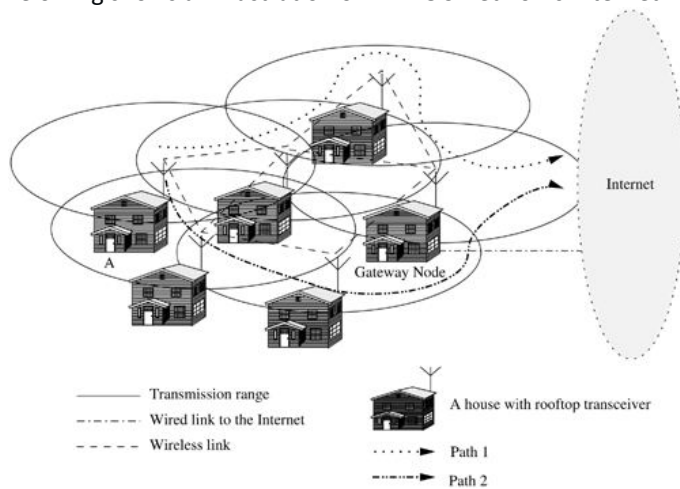 Internet
A
Gateway Node
Transmission range
Wired link to the Internet
Wireless link
A house with rooftop transceiver
Path 1
Path 2